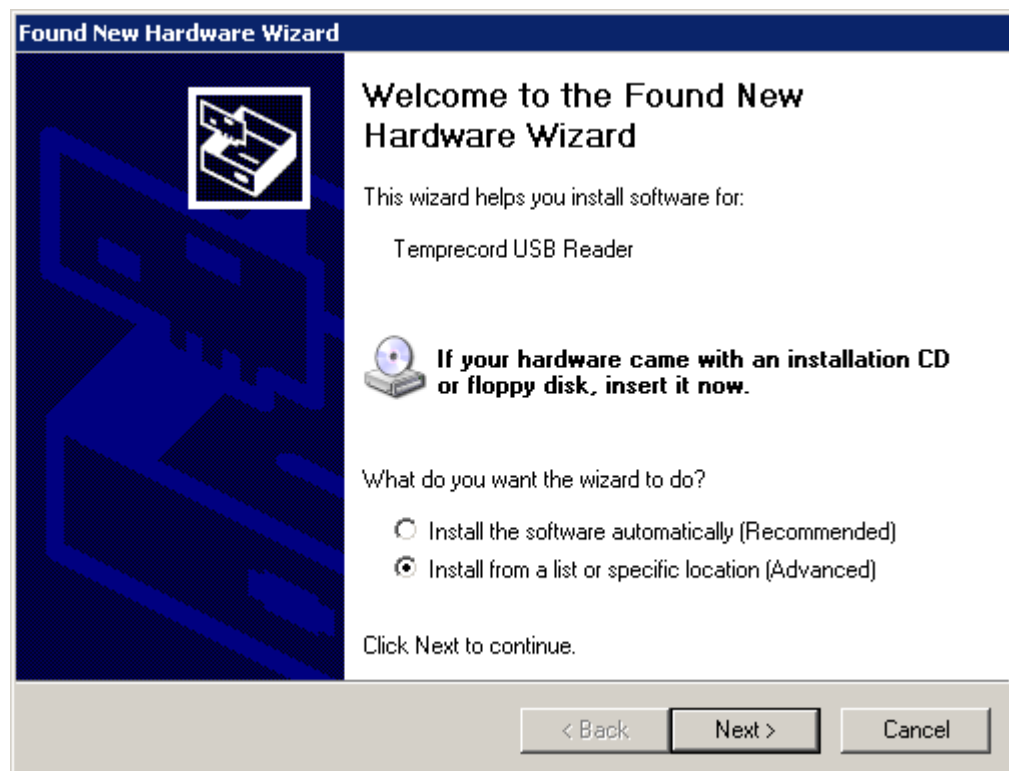 Found New Hardware Wizard
Welcome to the Found New
Hardware Wizard
This wizard helps you install software for:
Temprecord USB Reader
If your hardware came with an installation CD
or floppy disk, insert it now.
What do you want the wizard to do?
Install the software automatically (Recommended)
Install from a list or specific location (Advanced)
Click Next to continue.
< Back Next > Cancel